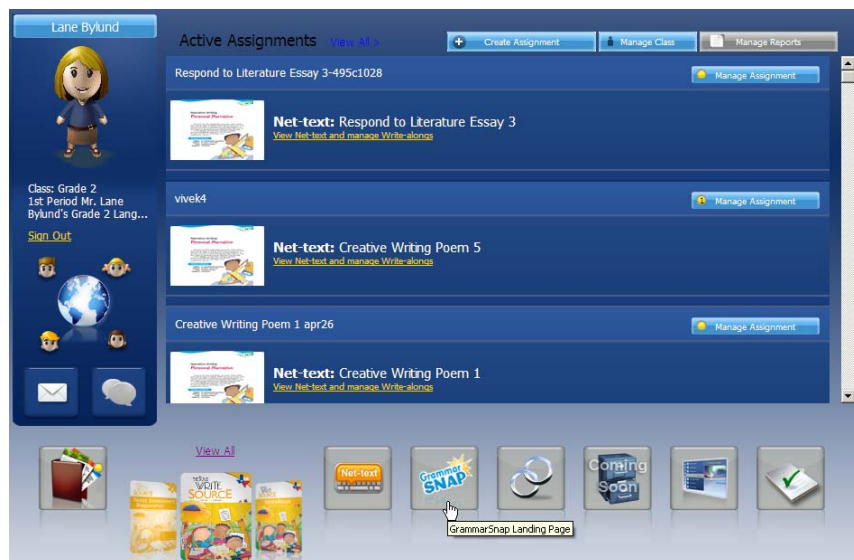 Lane Bylund
Active Assignments View All >
Create Assignment
Manage Class
Manage Reports
Respond to Literature Essay 3-495c1028
Manage Assignment
Net-text: Respond to Literature Essay 3
View Net-text and manage Write-alongs
Class: Grade 2
1st Period Mr. Lane
Bylund's Grade 2 Lang...
Sign Out
vivek4
Manage Assignment
Net-text: Creative Writing Poem 5
View Net-text and manage Write-alongs
Creative Writing Poem 1 apr26
Manage Assignment
Net-text: Creative Writing Poem 1
View Net-text and manage Write-alongs
View All
WRITE
SOURCE
Net-text
Grammar
SNAP
Coming
Soon
GrammarSnap Landing Page